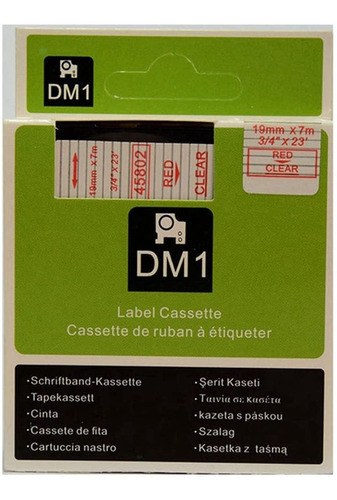 DM1
19mm x7m
3/4" x 23'
45802
RED
CLEAR
19mm x7m
3/4" x 23'
RED
CLEAR
DM1
Label Cassette
Cassette de ruban à étiqueter
·Schriftband-Kassette
·Tapekassett
·Cinta
·Cassete de fita
·Cartuccia nastro
·Şerit Kaseti
·Ταινία σε κασέτα
·kazeta s páskou
·Szalag
·Kasetka z taśmą